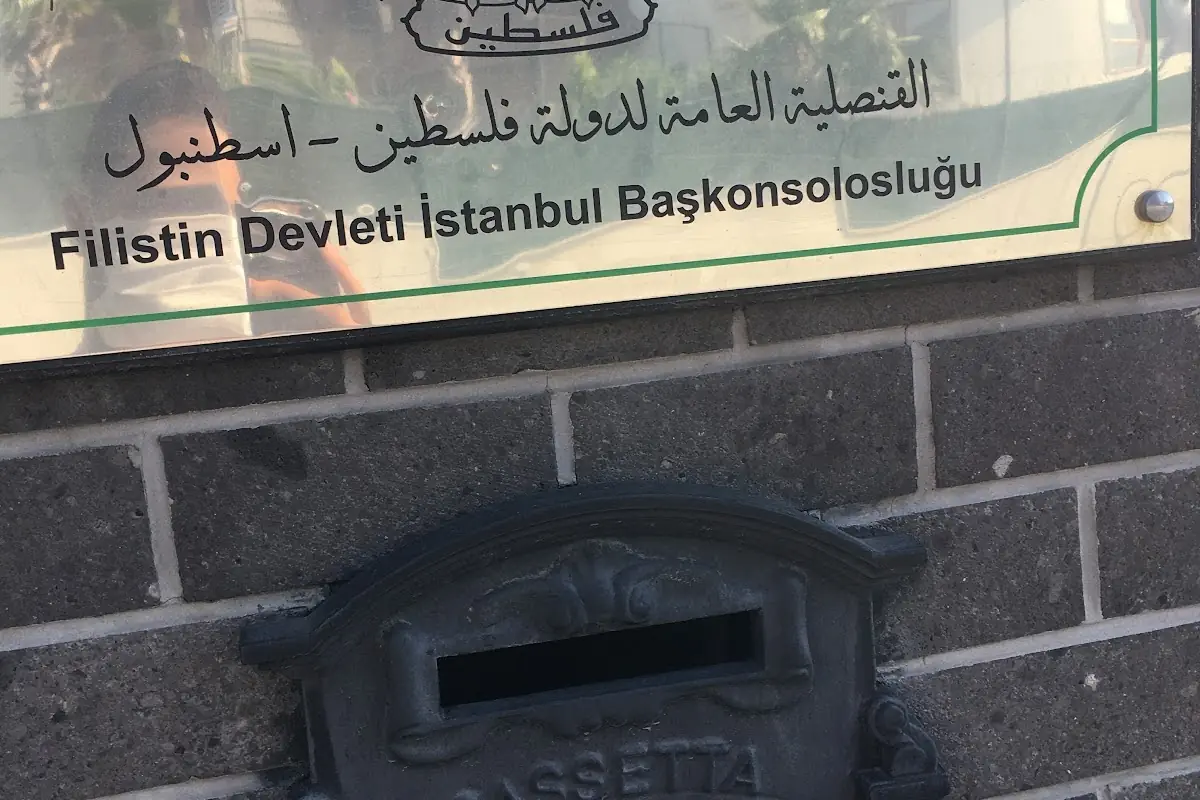 فلسطين
القنصلية العامة لدولة فلسطين - اسطنبول
Filistin Devleti İstanbul Başkonsolosluğu
CASSETTA